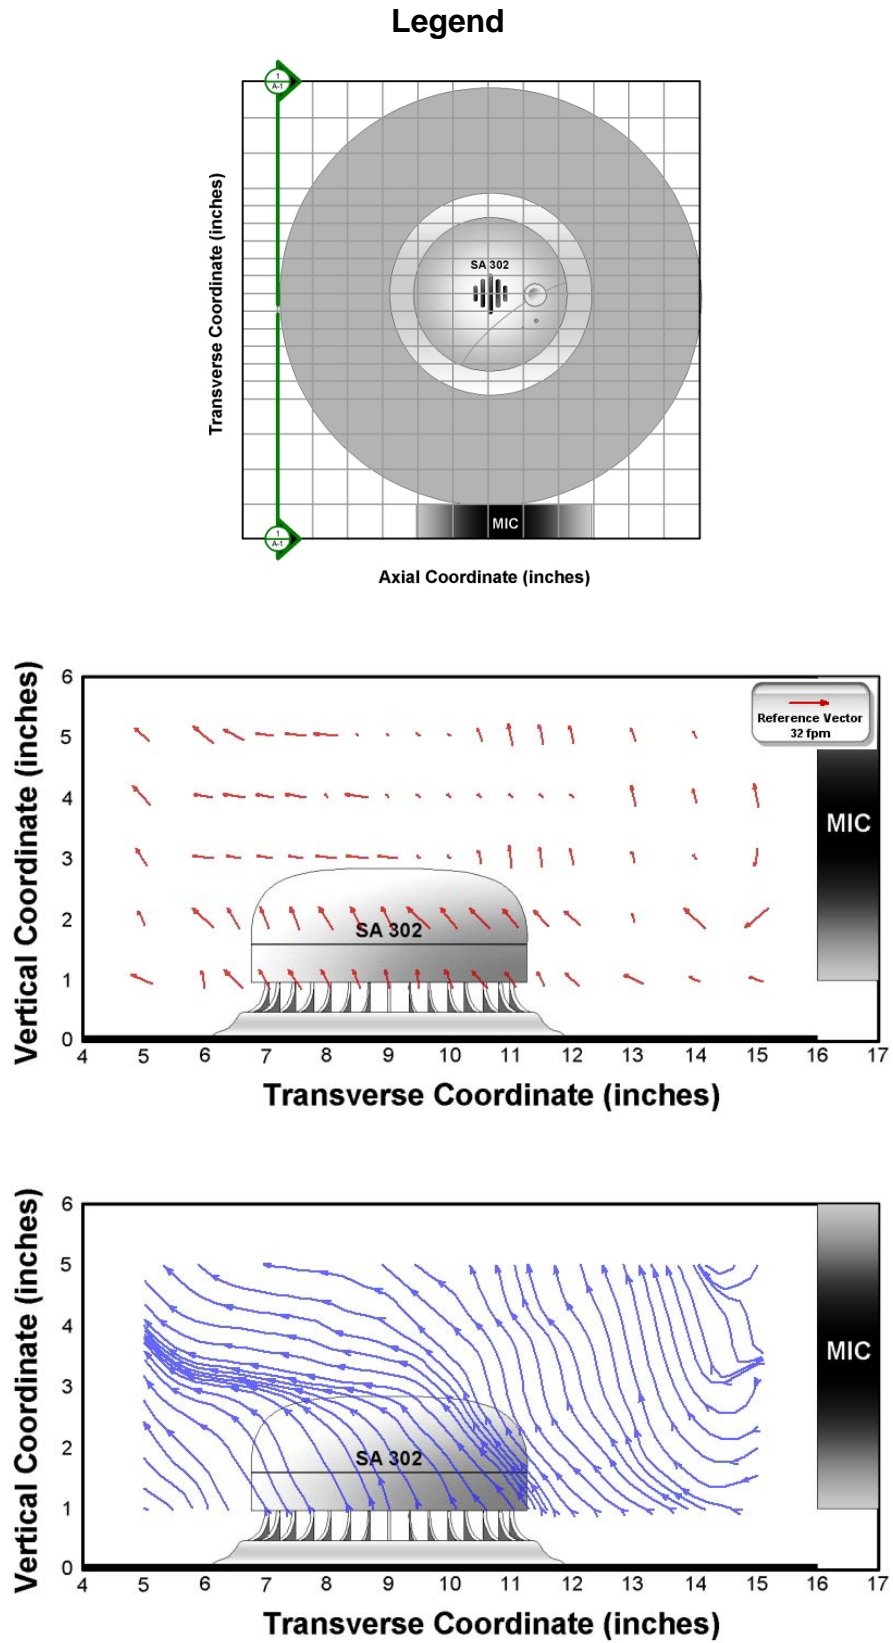 Legend
1
A-1
Transverse Coordinate (inches)
SA 302
MIC
1
A-1
Axial Coordinate (inches)
Vertical Coordinate (inches)
6
5
4
3
2
1
0
Reference Vector
32 fpm
MIC
SA 302
4 5 6 7 8 9 10 11 12 13 14 15 16 17
Transverse Coordinate (inches)
Vertical Coordinate (inches)
6
5
4
3
2
1
0
MIC
SA 302
4 5 6 7 8 9 10 11 12 13 14 15 16 17
Transverse Coordinate (inches)